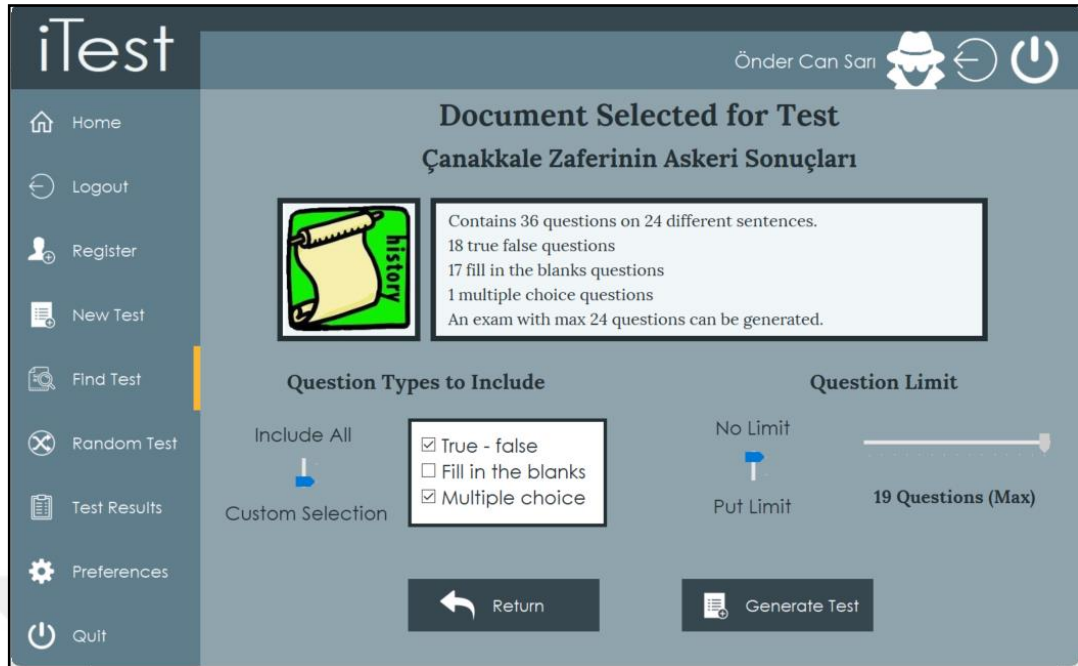 iTest
Önder Can Sarı
Home
Logout
Register
New Test
Find Test
Random Test
Test Results
Preferences
Quit
Document Selected for Test
Çanakkale Zaferinin Askeri Sonuçları
history
Contains 36 questions on 24 different sentences.
18 true false questions
17 fill in the blanks questions
1 multiple choice questions
An exam with max 24 questions can be generated.
Question Types to Include
Include All
Custom Selection
True - false
Fill in the blanks
Multiple choice
Question Limit
No Limit
Put Limit
19 Questions (Max)
Return
Generate Test